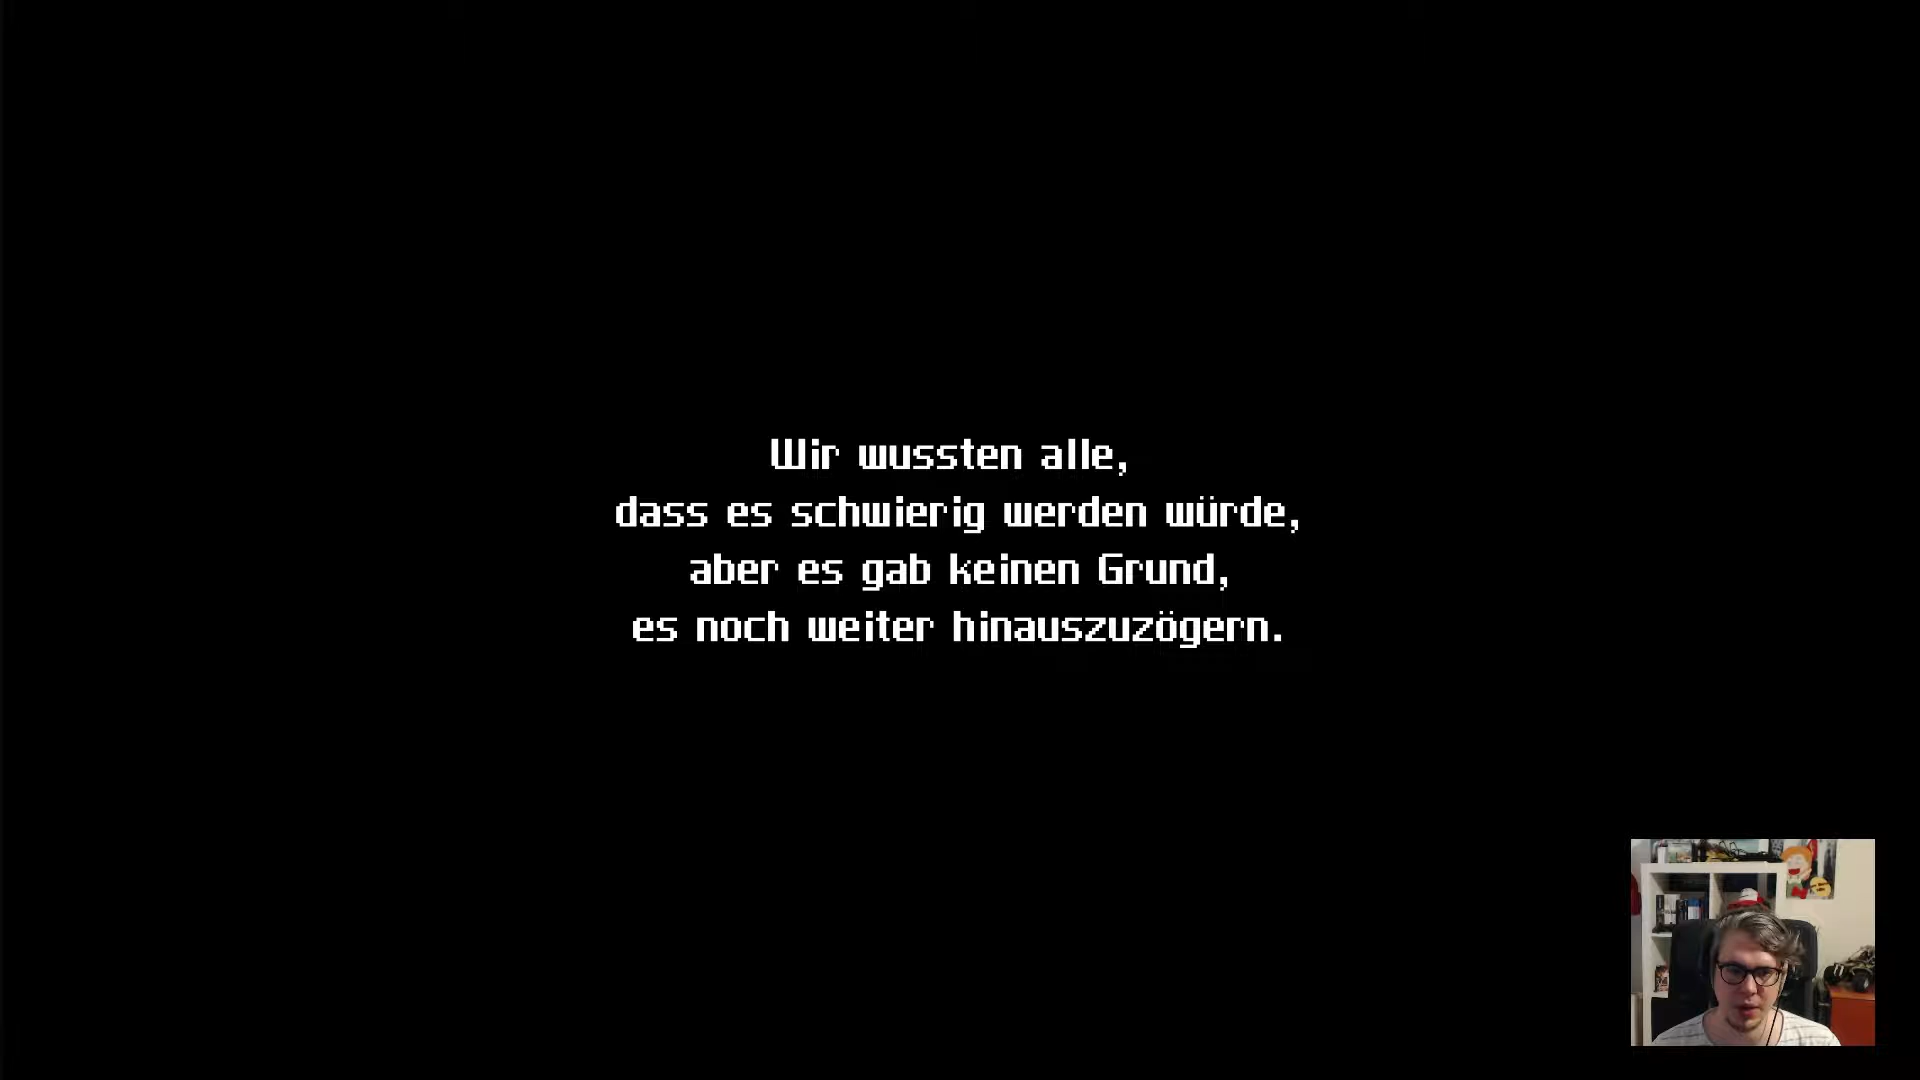 Wir wussten alle,
dass es schwierig werden würde,
aber es gab keinen Grund,
es noch weiter hinauszuzögern.